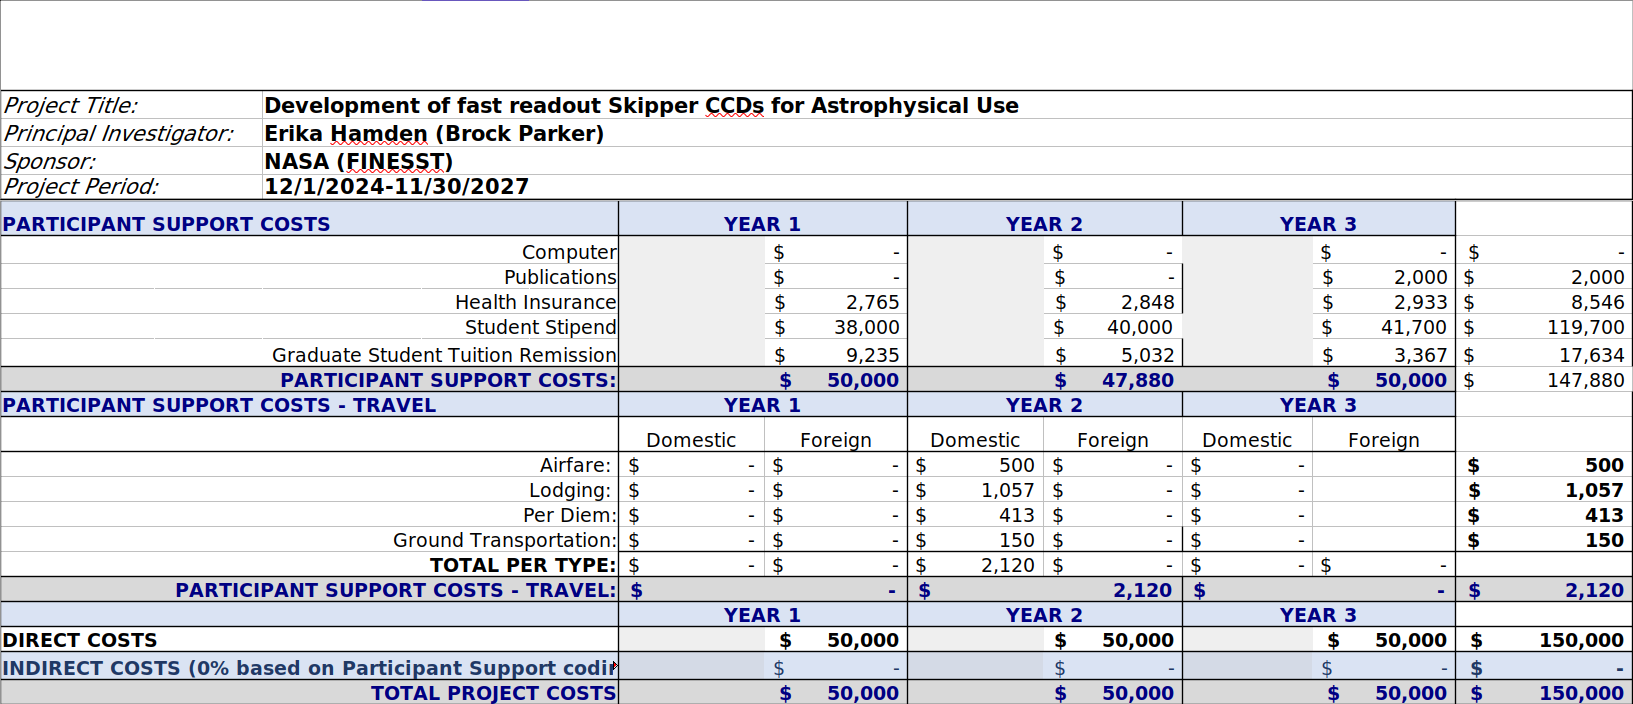 Project Title: Development of fast readout Skipper CCDs for Astrophysical Use
Principal Investigator: Erika Hamden (Brock Parker)
Sponsor: NASA (FINESST)
Project Period: 12/1/2024-11/30/2027
PARTICIPANT SUPPORT COSTS YEAR 1 YEAR 2 YEAR 3
Computer $ - $ - $ - $ -
Publications $ - $ - $ 2,000 $ 2,000
Health Insurance $ 2,765 $ 2,848 $ 2,933 $ 8,546
Student Stipend $ 38,000 $ 40,000 $ 41,700 $ 119,700
Graduate Student Tuition Remission $ 9,235 $ 5,032 $ 3,367 $ 17,634
PARTICIPANT SUPPORT COSTS: $ 50,000 $ 47,880 $ 50,000 $ 147,880
PARTICIPANT SUPPORT COSTS - TRAVEL YEAR 1 YEAR 2 YEAR 3
Domestic Foreign Domestic Foreign Domestic Foreign
Airfare: $ - $ - $ 500 $ - $ - $ 500
Lodging: $ - $ - $ 1,057 $ - $ - $ 1,057
Per Diem: $ - $ - $ 413 $ - $ - $ 413
Ground Transportation: $ - $ - $ 150 $ - $ - $ 150
TOTAL PER TYPE: $ - $ - $ 2,120 $ - $ - $ -
PARTICIPANT SUPPORT COSTS - TRAVEL: $ - $ 2,120 $ - $ 2,120
YEAR 1 YEAR 2 YEAR 3
DIRECT COSTS $ 50,000 $ 50,000 $ 50,000 $ 150,000
INDIRECT COSTS (0% based on Participant Support codin $ - $ - $ - $ -
TOTAL PROJECT COSTS $ 50,000 $ 50,000 $ 50,000 $ 150,000